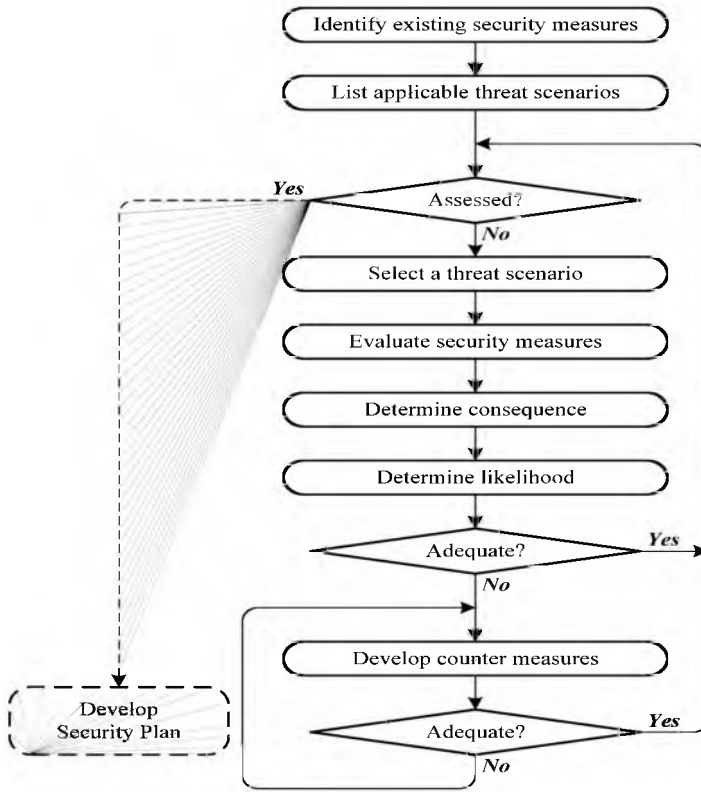 Identify existing security measures
List applicable threat scenarios
Yes
Assessed?
No
Select a threat scenario
Evaluate security measures
Determine consequence
Determine likelihood
Adequate?
Yes
No
Develop counter measures
Develop
Security Plan
Adequate?
Yes
No